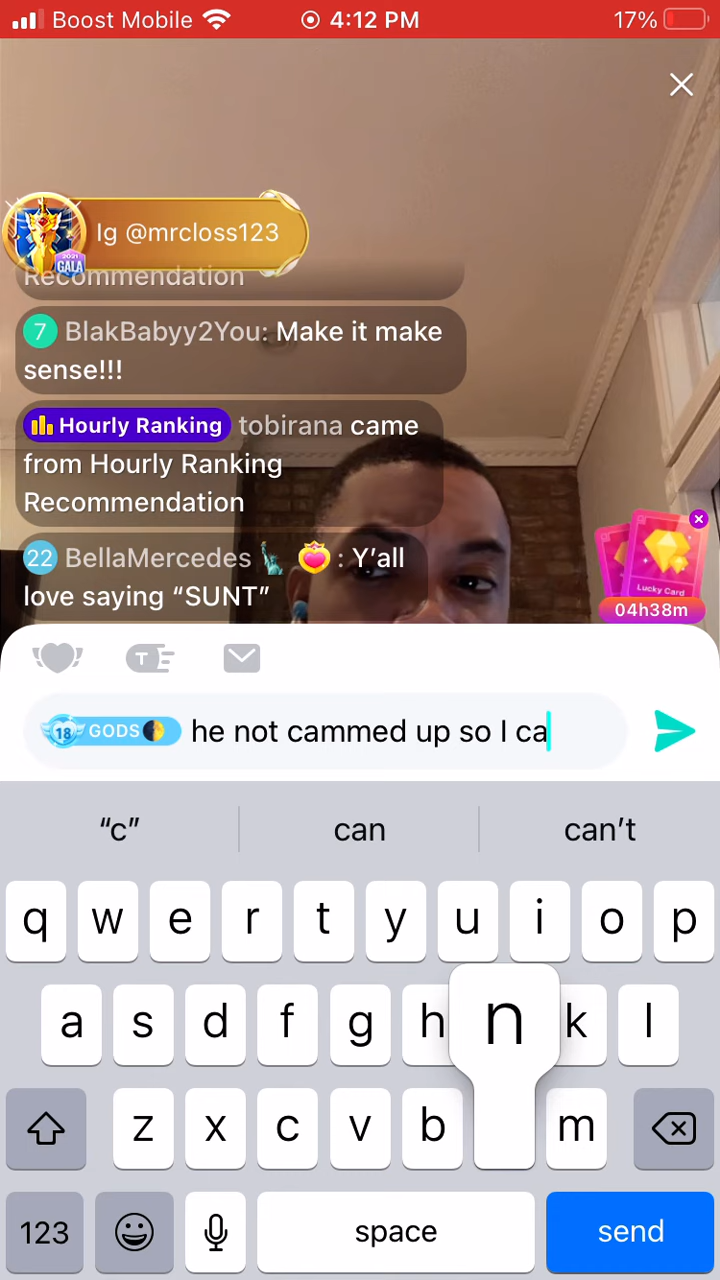 Boost Mobile
4:12 PM
17%
Ig @mrcloss123
2021
GALA
Recommendation
7 BlakBabyy2You: Make it make
sense!!!
Hourly Ranking tobirana came
from Hourly Ranking
Recommendation
22 BellaMercedes🗽 : Y’all
love saying “SUNT”
Lucky Card
04h38m
T
18 GODS🌓 he not cammed up so I ca
“c” can can’t
q w e r t y u i o p
a s d f g h n k l
z x c v b m
123 space send